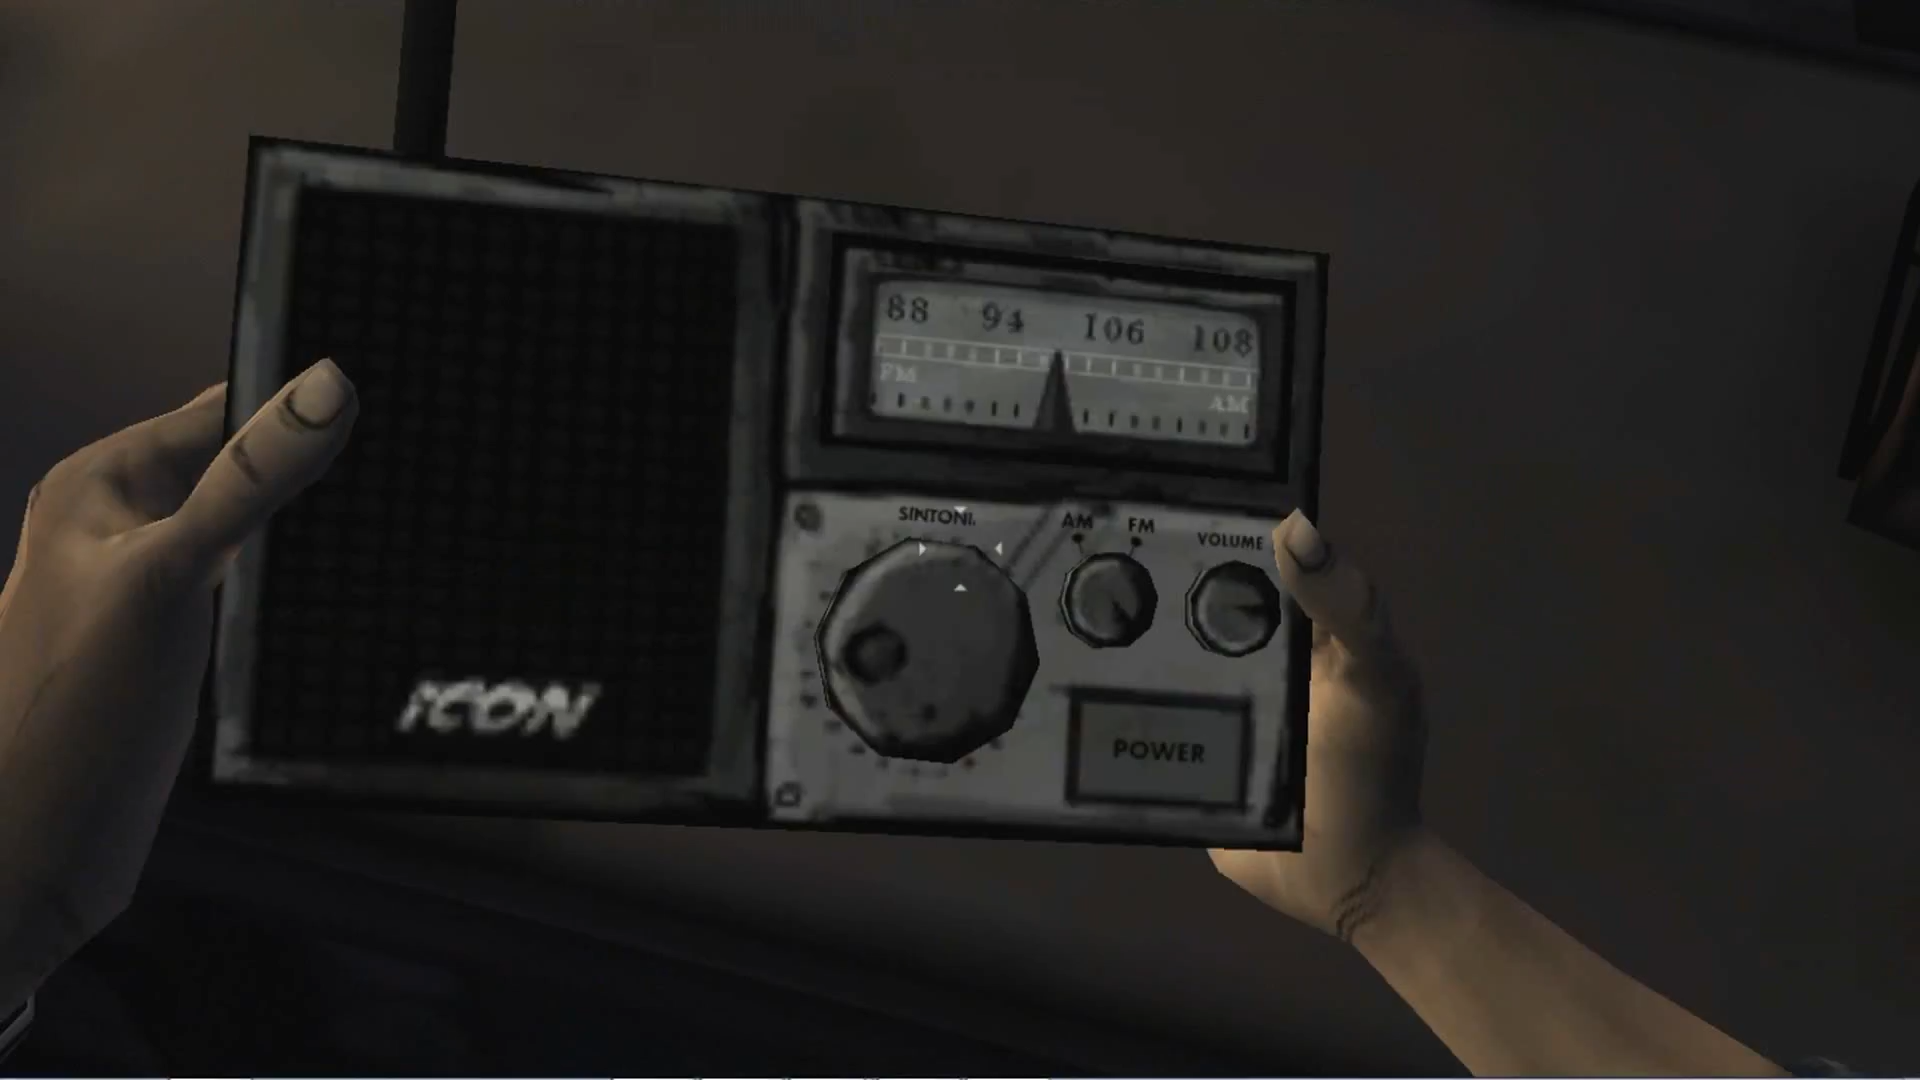 88 94 106 108
FM
AM
SINTONI.
AM FM
VOLUME
iCON
POWER